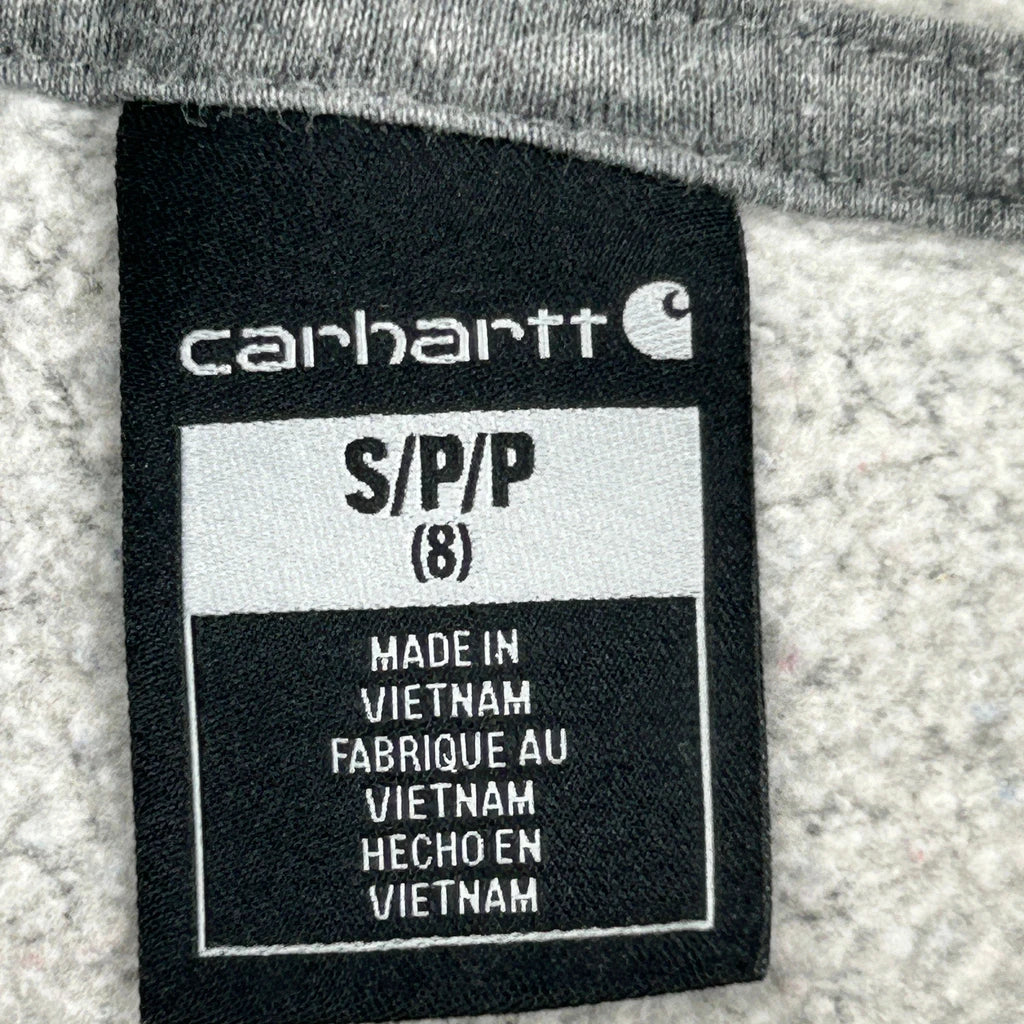 carhartt
S/P/P
(8)
MADE IN
VIETNAM
FABRIQUE AU
VIETNAM
HECHO EN
VIETNAM